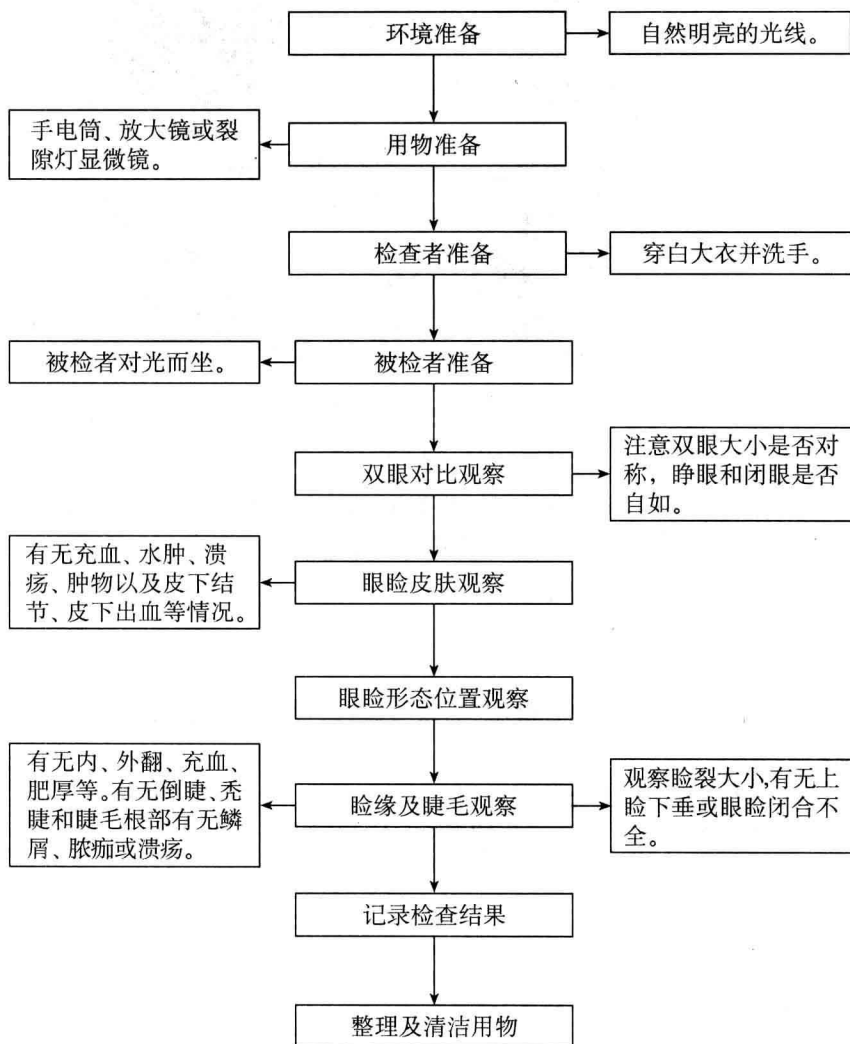 环境准备
自然明亮的光线。
手电筒、放大镜或裂
隙灯显微镜。
用物准备
检查者准备
穿白大衣并洗手。
被检者对光而坐。
被检者准备
双眼对比观察
注意双眼大小是否对
称，睁眼和闭眼是否
自如。
有无充血、水肿、溃
疡、肿物以及皮下结
节、皮下出血等情况。
眼睑皮肤观察
眼睑形态位置观察
有无内、外翻、充血、
肥厚等。有无倒睫、秃
睫和睫毛根部有无鳞
屑、脓痂或溃疡。
睑缘及睫毛观察
观察睑裂大小,有无上
睑下垂或眼睑闭合不
全。
记录检查结果
整理及清洁用物